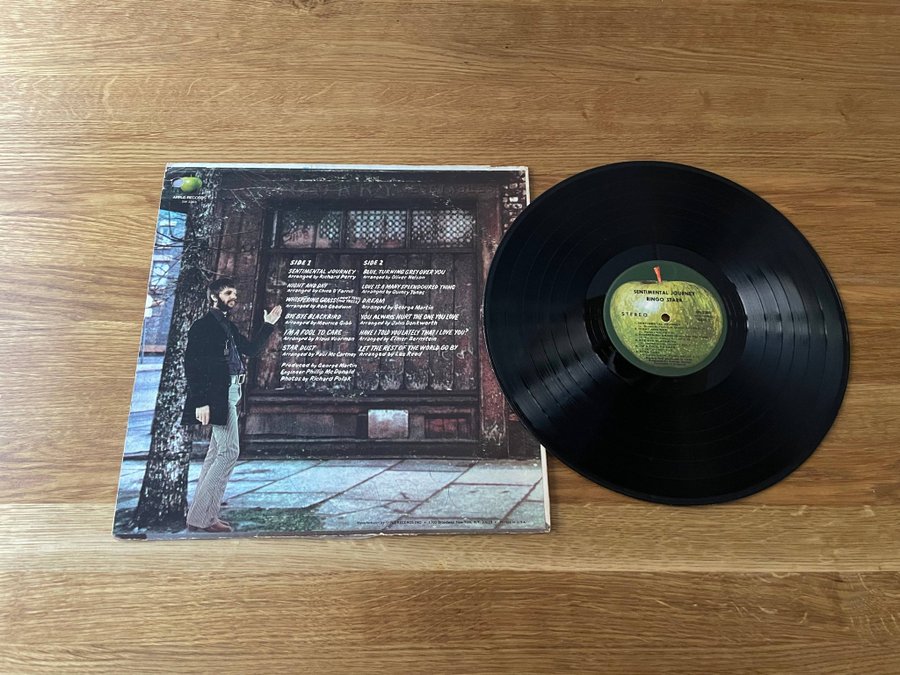 APPLE RECORDS
SIDE 1
SENTIMENTAL JOURNEY
Arranged by Richard Perry
NIGHT AND DAY
Arranged by Chico O'Farrill
WHISPERING GRASS (DON'T TELL THE TREES)
Arranged by Ron Goodwin
BYE BYE BLACKBIRD
Arranged by Maurice Gibb
I'M A FOOL TO CARE
Arranged by Klaus Voorman
STAR DUST
Arranged by Paul McCartney
Produced by George Martin
Engineer Phillip McDonald
Photos by Richard Polak
SIDE 2
BLUE, TURNING GREY OVER YOU
Arranged by Oliver Nelson
LOVE IS A MANY SPLENDOURED THING
Arranged by Quincy Jones
DREAM
Arranged by George Martin
YOU ALWAYS HURT THE ONE YOU LOVE
Arranged by John Dankworth
HAVE I TOLD YOU LATELY THAT I LOVE YOU?
Arranged by Elmer Bernstein
LET THE REST OF THE WORLD GO BY
Arranged by Les Reed
SENTIMENTAL JOURNEY
RINGO STARR
STEREO